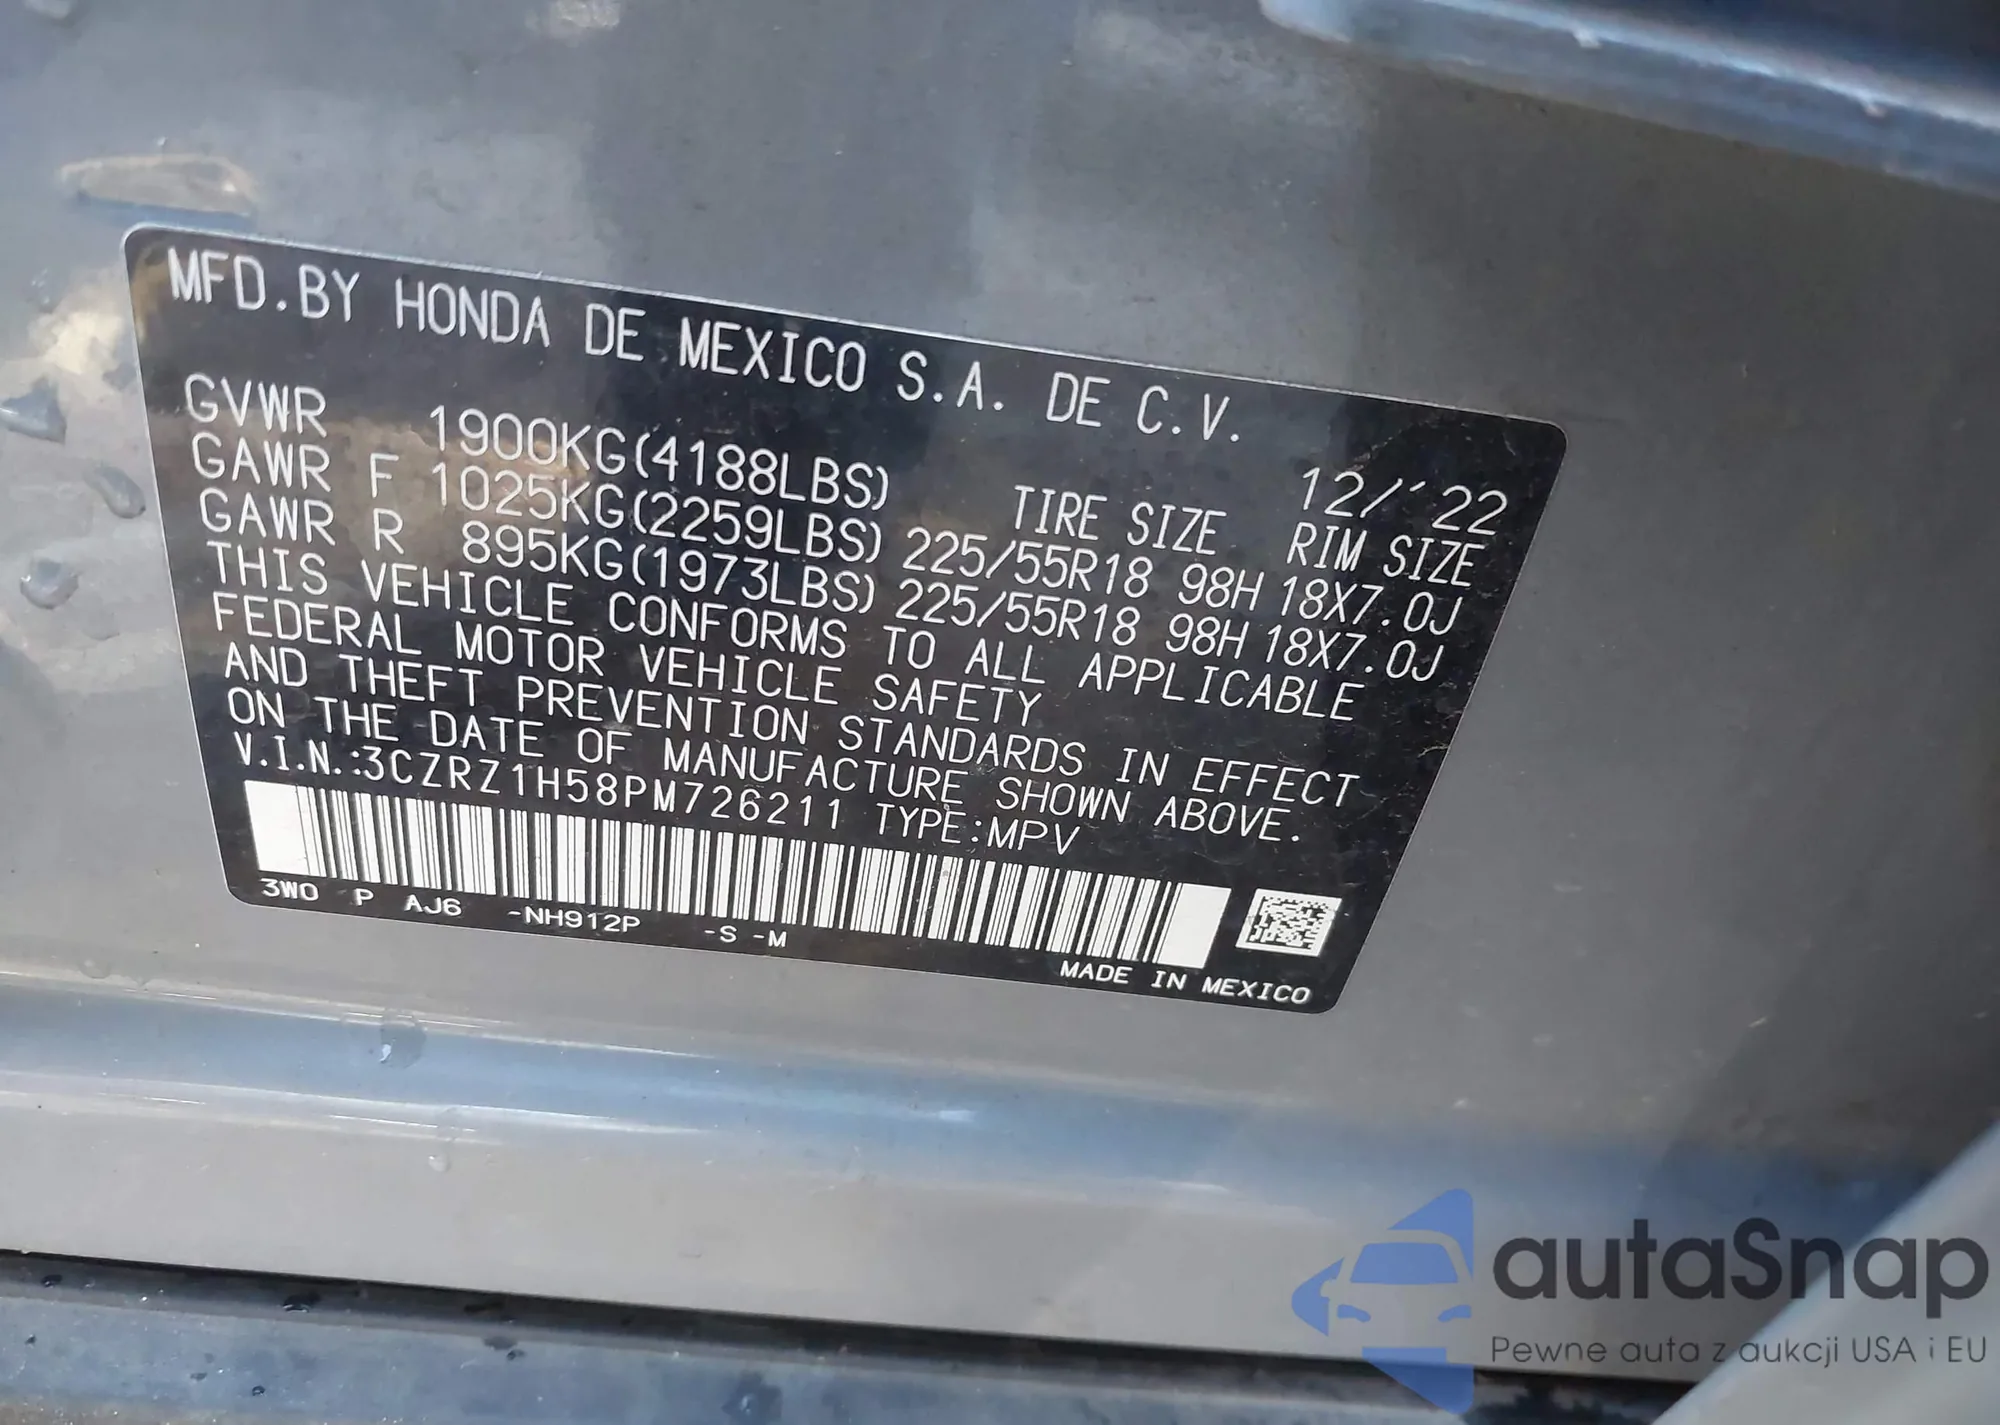 MFD.BY HONDA DE MEXICO S.A. DE C.V.
12/'22
GVWR 1900KG(4188LBS) TIRE SIZE RIM SIZE
GAWR F 1025KG(2259LBS) 225/55R18 98H 18X7.0J
GAWR R 895KG(1973LBS) 225/55R18 98H 18X7.0J
THIS VEHICLE CONFORMS TO ALL APPLICABLE
FEDERAL MOTOR VEHICLE SAFETY
AND THEFT PREVENTION STANDARDS IN EFFECT
ON THE DATE OF MANUFACTURE SHOWN ABOVE.
V.I.N.:3CZRZ1H58PM726211 TYPE:MPV
3W0 P AJ6 -NH912P -S -M
MADE IN MEXICO
autaSnap
Pewne auta z aukcji USA i EU